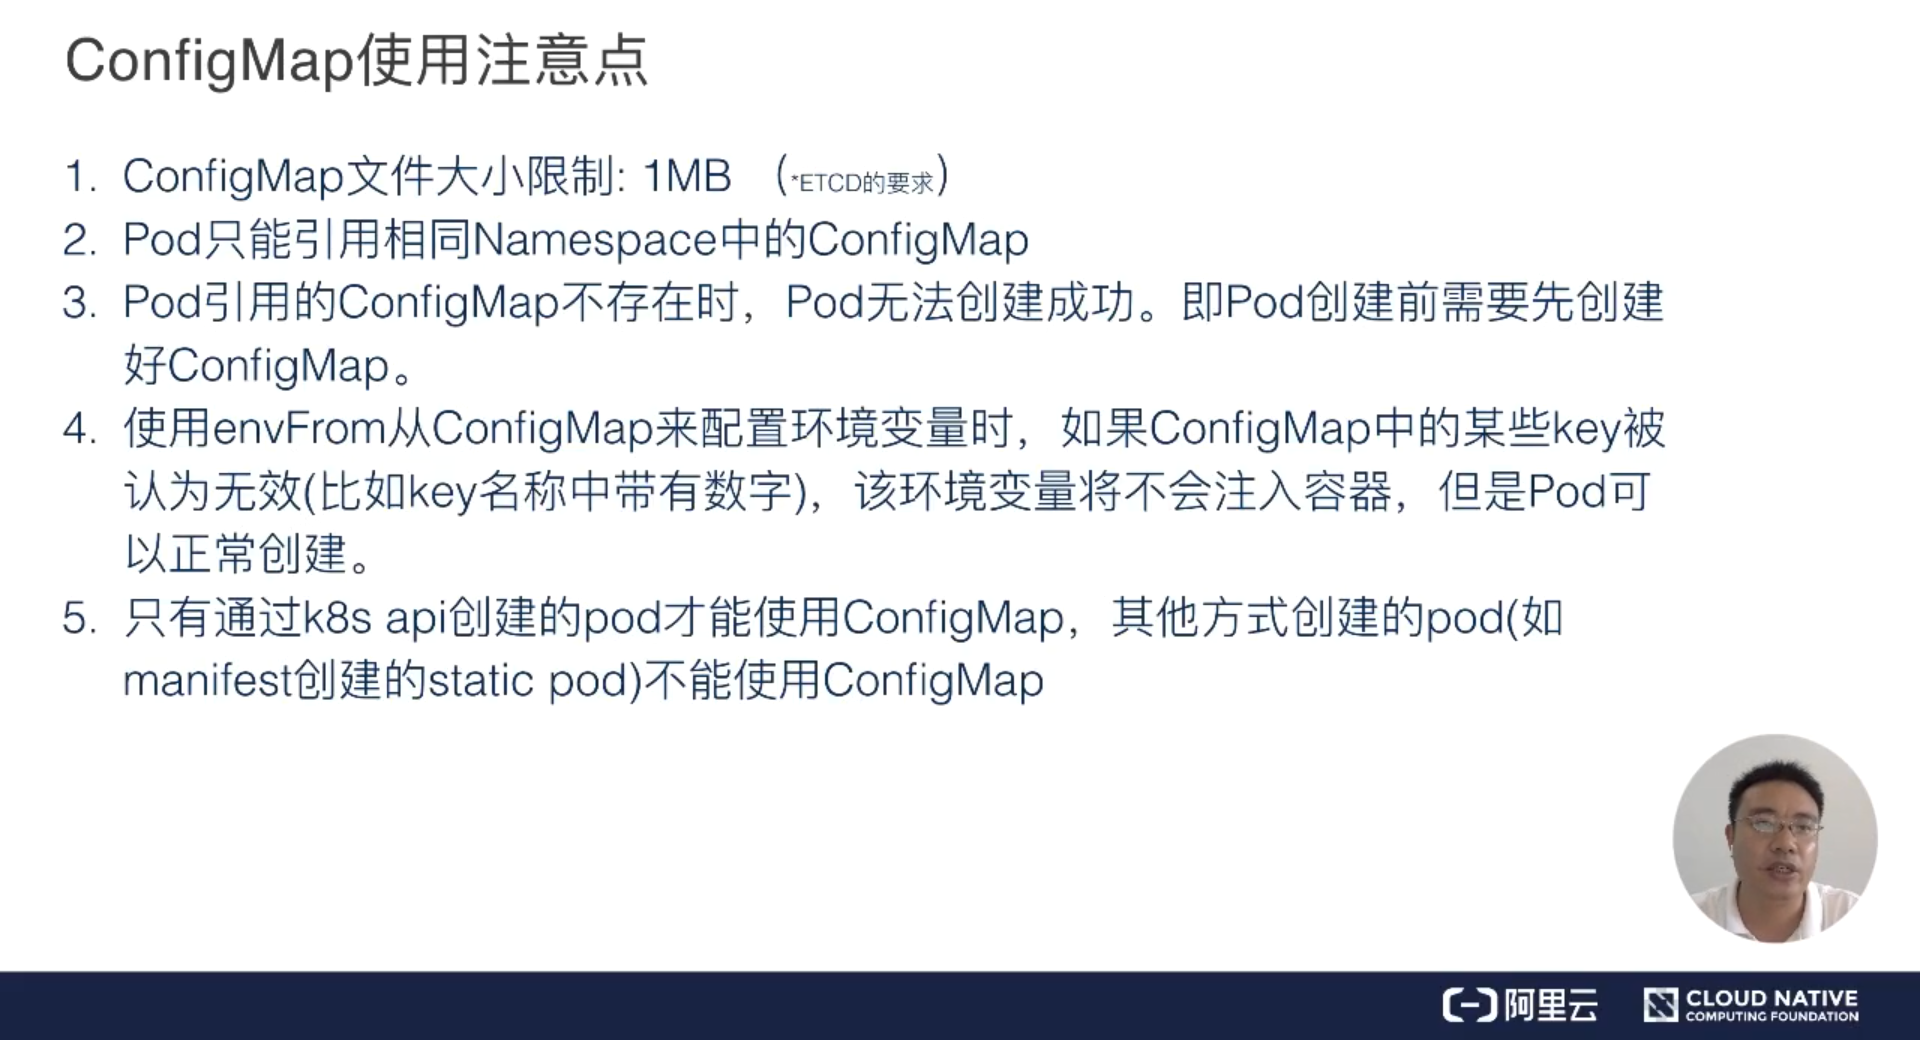 ConfigMap使用注意点
1. ConfigMap文件大小限制: 1MB （*ETCD的要求）
2. Pod只能引用相同Namespace中的ConfigMap
3. Pod引用的ConfigMap不存在时，Pod无法创建成功。即Pod创建前需要先创建
好ConfigMap。
4. 使用envFrom从ConfigMap来配置环境变量时，如果ConfigMap中的某些key被
认为无效(比如key名称中带有数字)，该环境变量将不会注入容器，但是Pod可
以正常创建。
5. 只有通过k8s api创建的pod才能使用ConfigMap，其他方式创建的pod(如
manifest创建的static pod)不能使用ConfigMap
阿里云
CLOUD NATIVE
COMPUTING FOUNDATION